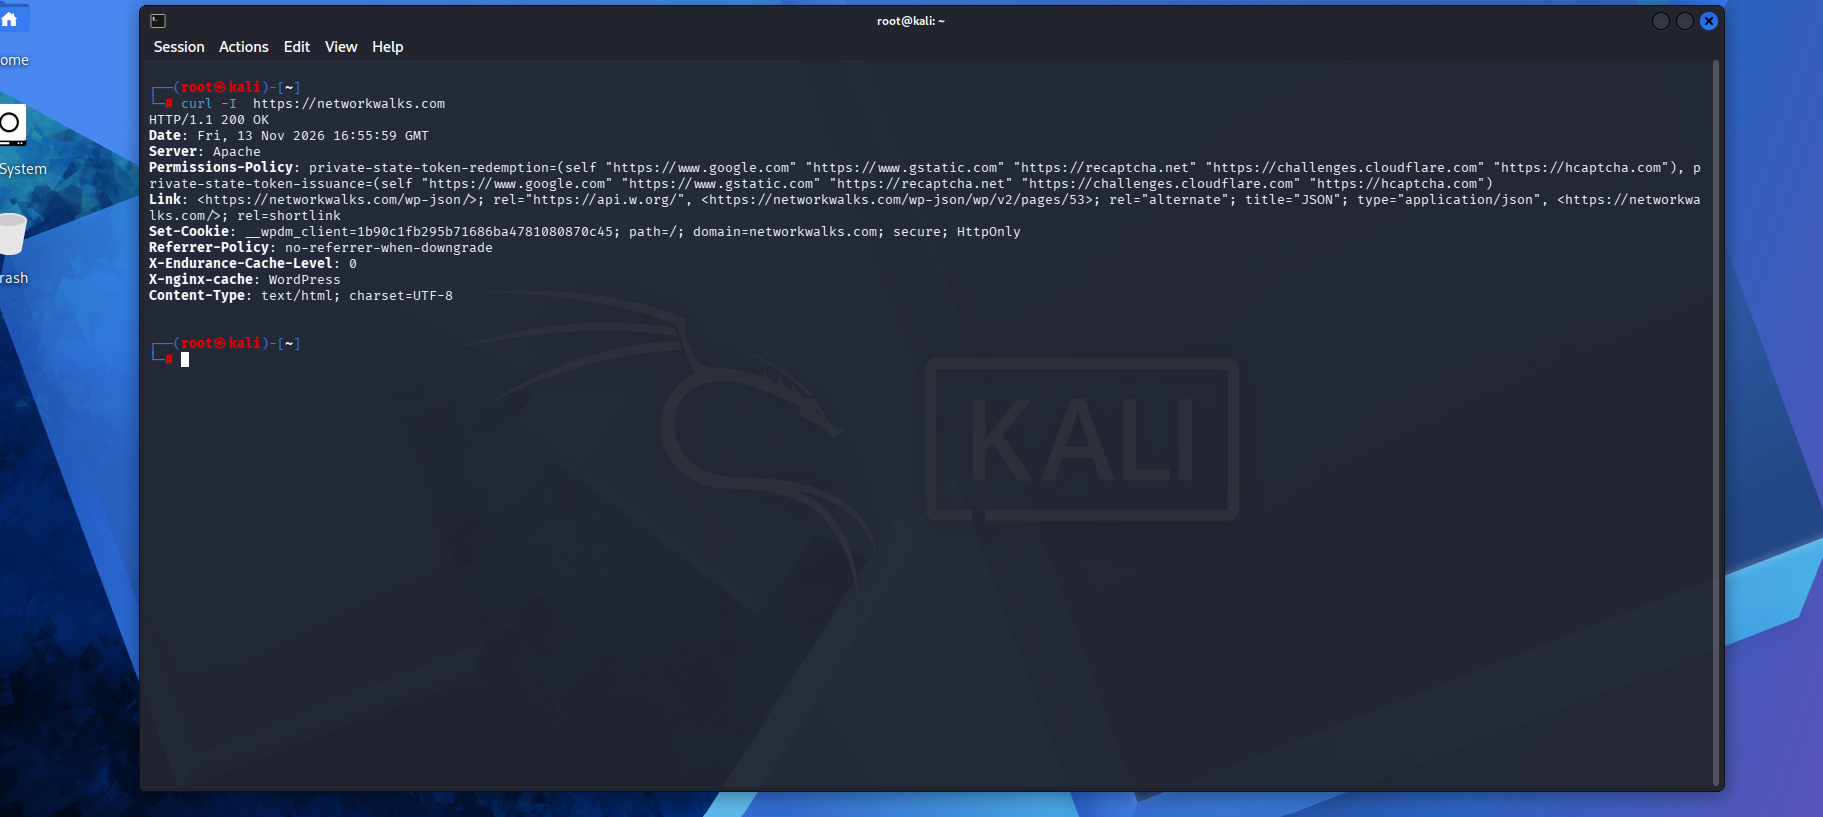 root@kali: ~
Session Actions Edit View Help
ome
System
rash
┌──(root㉿kali)-[~]
└─# curl -I  https://networkwalks.com
HTTP/1.1 200 OK
Date: Fri, 13 Nov 2026 16:55:59 GMT
Server: Apache
Permissions-Policy: private-state-token-redemption=(self "https://www.google.com" "https://www.gstatic.com" "https://recaptcha.net" "https://challenges.cloudflare.com" "https://hcaptcha.com"), p
rivate-state-token-issuance=(self "https://www.google.com" "https://www.gstatic.com" "https://recaptcha.net" "https://challenges.cloudflare.com" "https://hcaptcha.com")
Link: <https://networkwalks.com/wp-json/>; rel="https://api.w.org/", <https://networkwalks.com/wp-json/wp/v2/pages/53>; rel="alternate"; title="JSON"; type="application/json", <https://networkwa
lks.com/>; rel=shortlink
Set-Cookie: __wpdm_client=1b90c1fb295b71686ba4781080870c45; path=/; domain=networkwalks.com; secure; HttpOnly
Referrer-Policy: no-referrer-when-downgrade
X-Endurance-Cache-Level: 0
X-nginx-cache: WordPress
Content-Type: text/html; charset=UTF-8
┌──(root㉿kali)-[~]
└─#
KALI